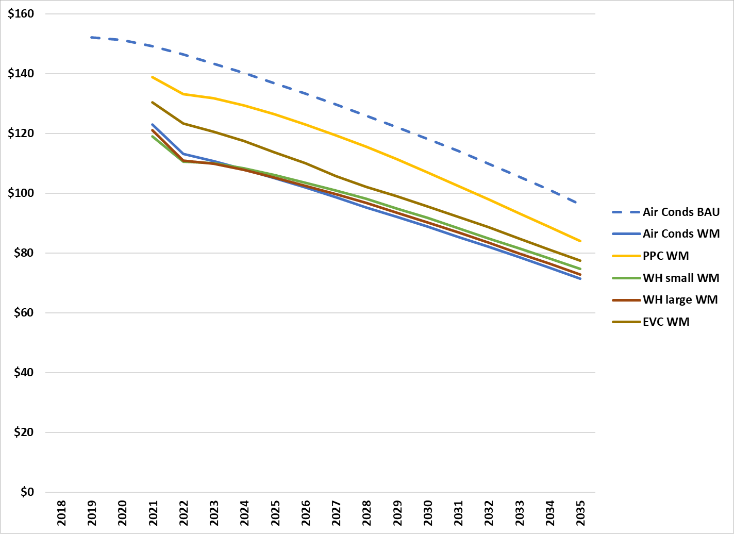 $160
$140
$120
$100
$80
$60
$40
$20
$0
2018 2019 2020 2021 2022 2023 2024 2025 2026 2027 2028 2029 2030 2031 2032 2033 2034 2035
Air Conds BAU
Air Conds WM
PPC WM
WH small WM
WH large WM
EVC WM